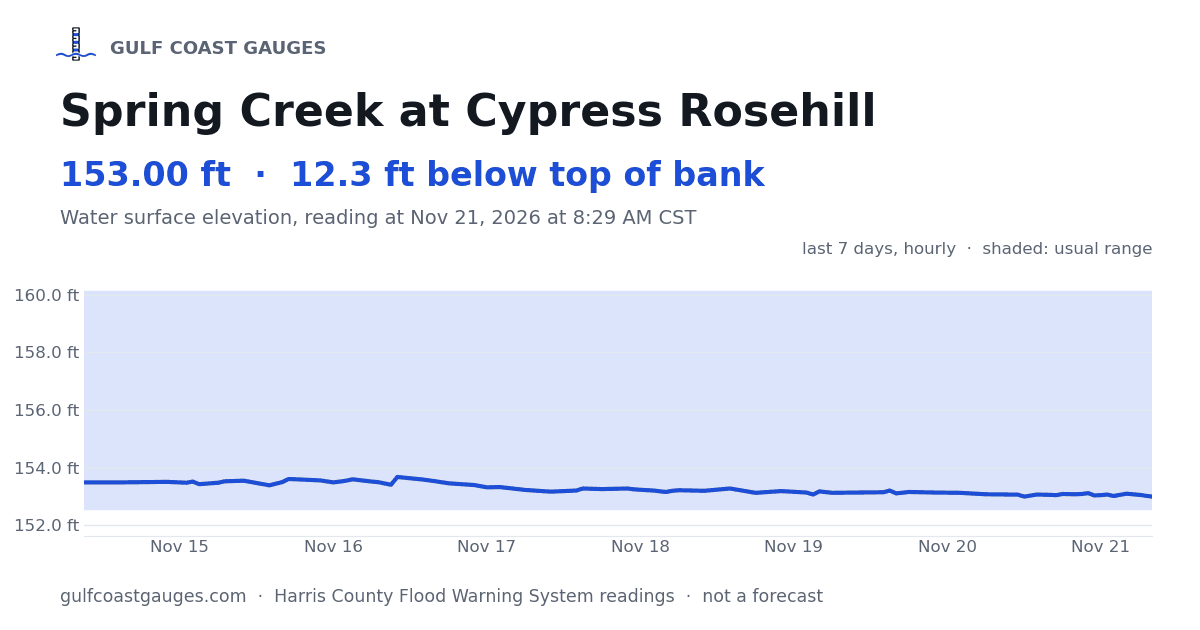 GULF COAST GAUGES
Spring Creek at Cypress Rosehill
153.00 ft · 12.3 ft below top of bank
Water surface elevation, reading at Nov 21, 2026 at 8:29 AM CST
last 7 days, hourly · shaded: usual range
160.0 ft
158.0 ft
156.0 ft
154.0 ft
152.0 ft
Nov 15 Nov 16 Nov 17 Nov 18 Nov 19 Nov 20 Nov 21
gulfcoastgauges.com · Harris County Flood Warning System readings · not a forecast